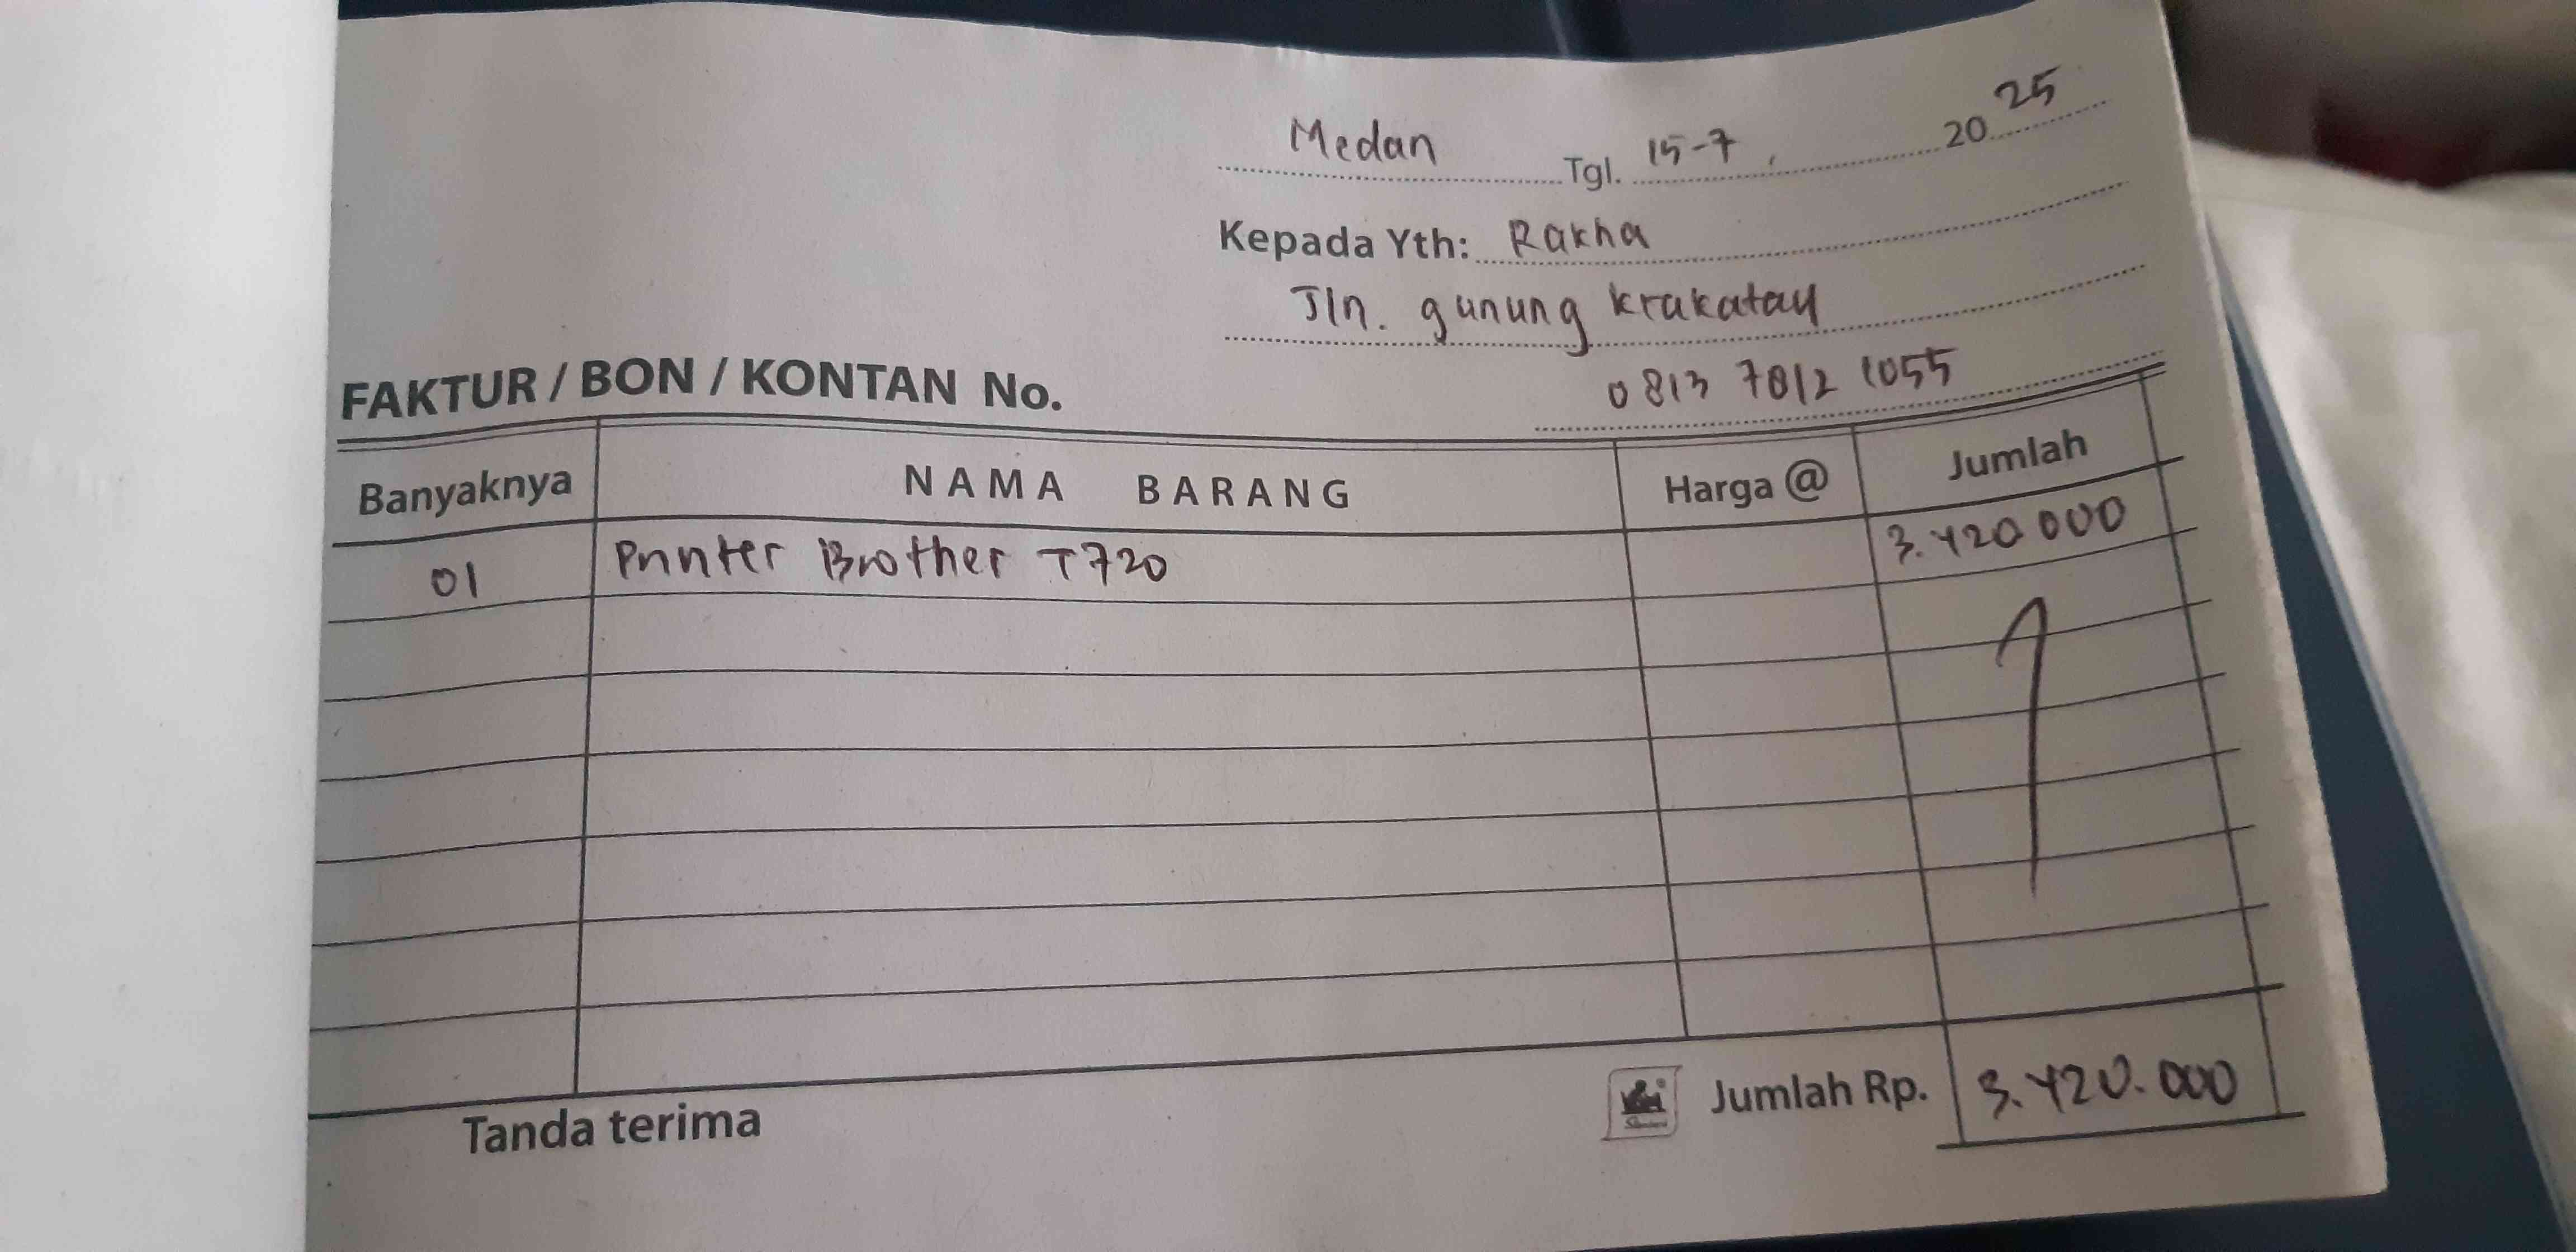 Medan Tgl. 15-7, 20 25
Kepada Yth: Rakha
Jln. gunung krakatau
0813 7012 1055
FAKTUR / BON / KONTAN No.
Banyaknya NAMA BARANG Harga @ Jumlah
01 Printer Brother T720 3.420.000
Tanda terima Jumlah Rp. 3.420.000